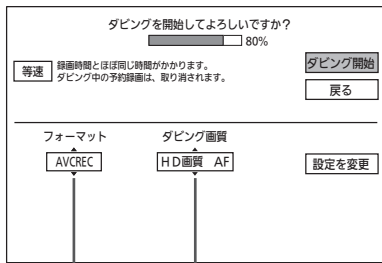 ダビングを開始してよろしいですか？
80%
等速
録画時間とほぼ同じ時間がかかります。
ダビング中の予約録画は、取り消されます。
ダビング開始
戻る
フォーマット
ダビング画質
AVCREC
HD画質 AF
設定を変更